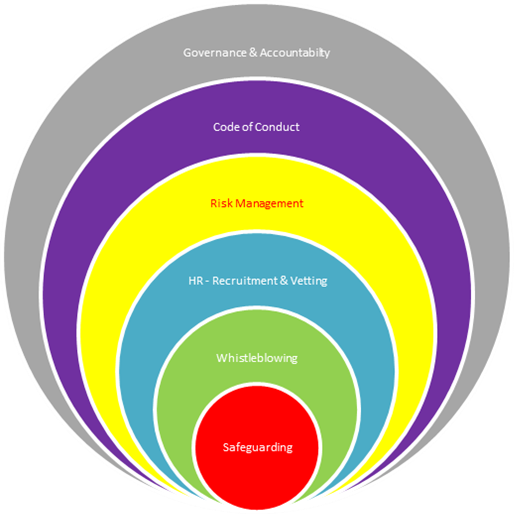 Governance & Accountabilty
Code of Conduct
Risk Management
HR - Recruitment & Vetting
Whistleblowing
Safeguarding